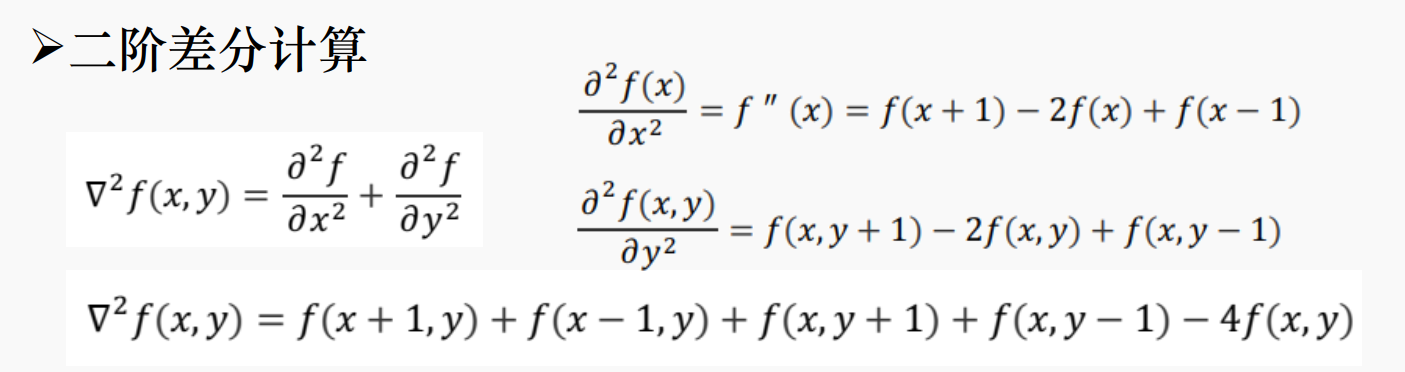 ➢二阶差分计算
∂²f(x)/∂x² = f ″ (x) = f(x + 1) − 2f(x) + f(x − 1)
∇²f(x, y) = ∂²f/∂x² + ∂²f/∂y²
∂²f(x, y)/∂y² = f(x, y + 1) − 2f(x, y) + f(x, y − 1)
∇²f(x, y) = f(x + 1, y) + f(x − 1, y) + f(x, y + 1) + f(x, y − 1) − 4f(x, y)